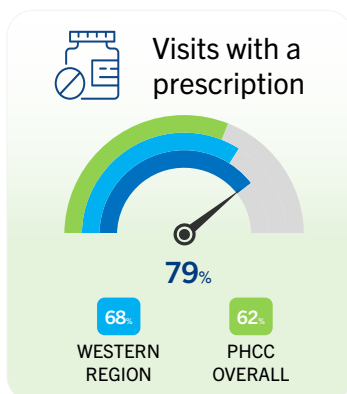 Visits with a
prescription
79%
68%
62%
WESTERN
REGION
PHCC
OVERALL